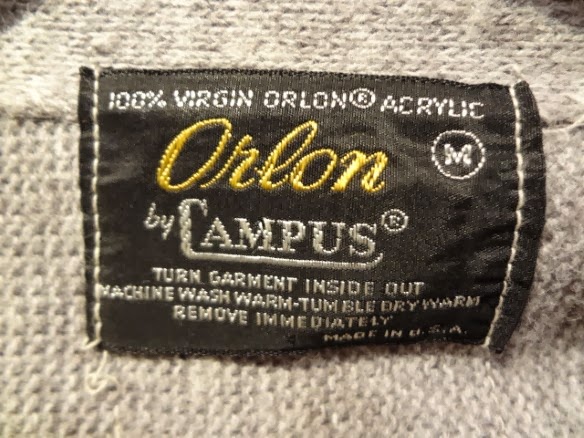 100% VIRGIN ORLON® ACRYLIC
Orlon M
by CAMPUS®
TURN GARMENT INSIDE OUT
MACHINE WASH WARM-TUMBLE DRY WARM
REMOVE IMMEDIATELY
MADE IN U.S.A.